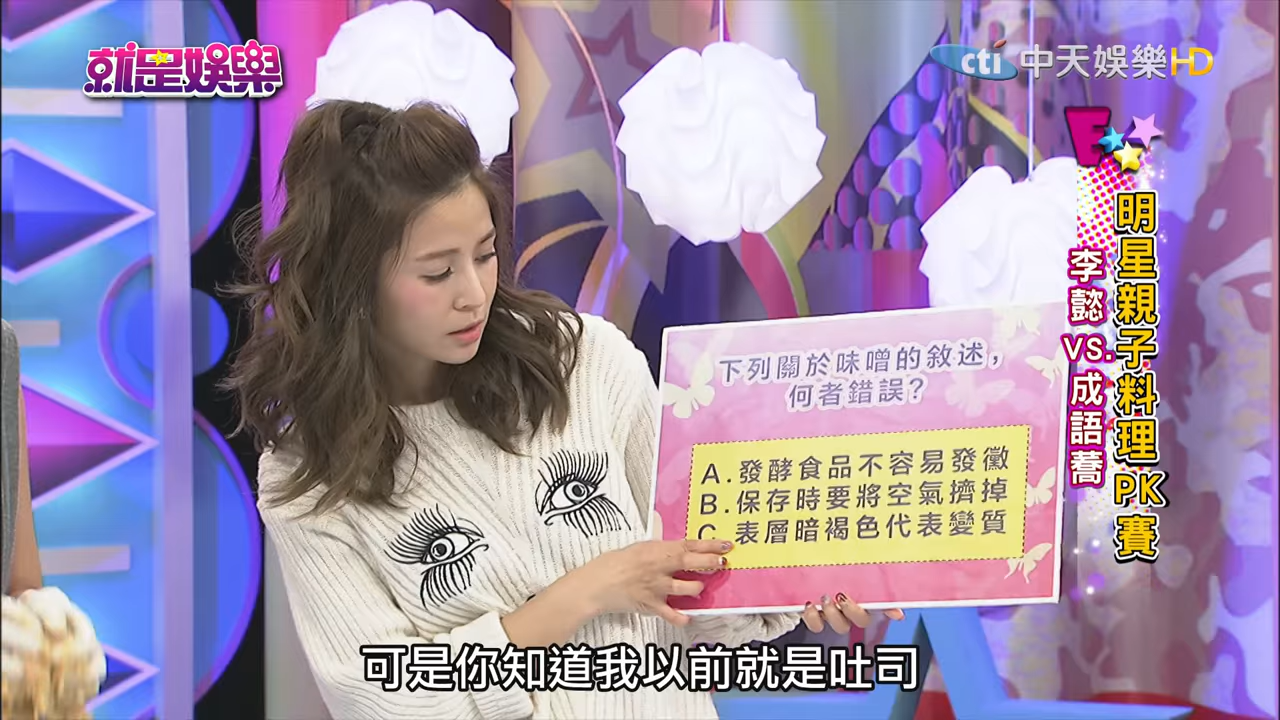 就是娛樂
cti 中天娛樂HD
E
明星親子料理PK賽
李懿 VS. 成語蕎
下列關於味噌的敘述，
何者錯誤？
A.發酵食品不容易發黴
B.保存時要將空氣擠掉
C.表層暗褐色代表變質
可是你知道我以前就是吐司